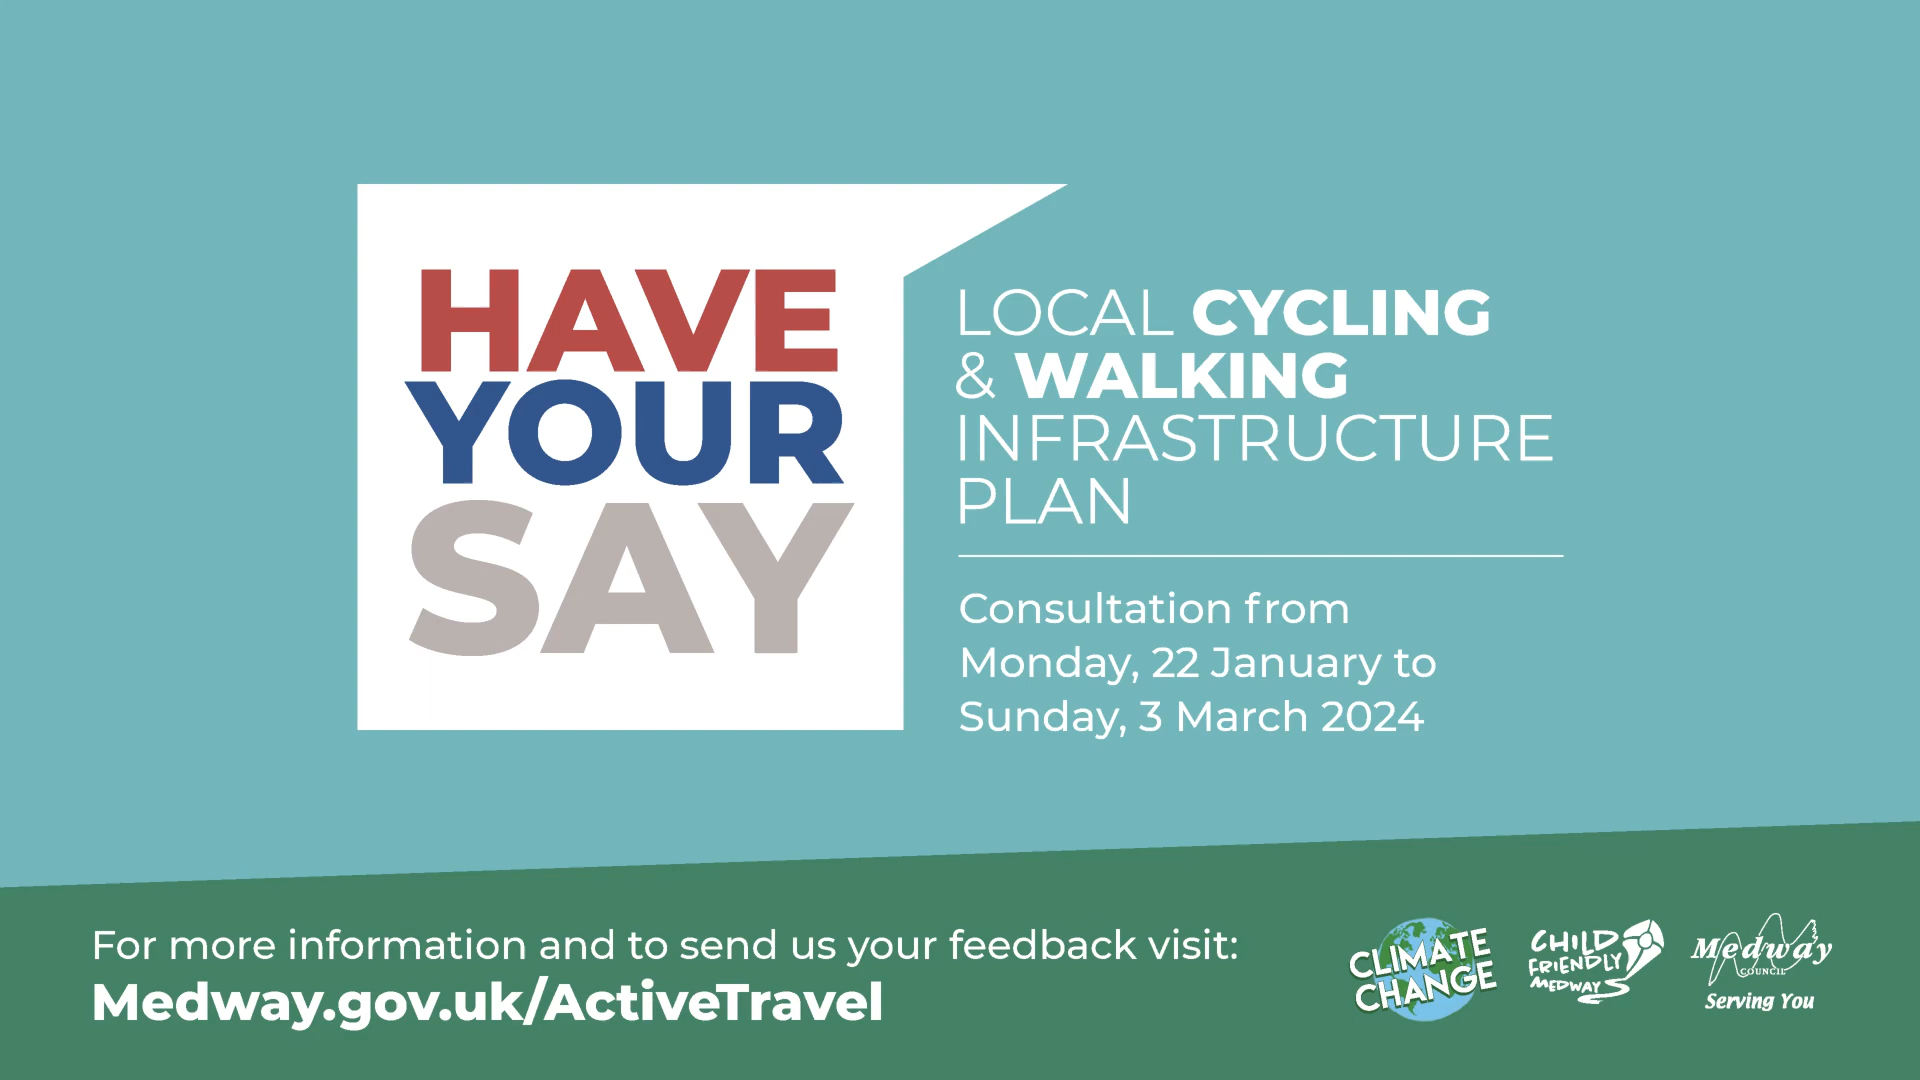 HAVE
YOUR
SAY
LOCAL CYCLING
& WALKING
INFRASTRUCTURE
PLAN
Consultation from
Monday, 22 January to
Sunday, 3 March 2024
For more information and to send us your feedback visit:
Medway.gov.uk/ActiveTravel
CLIMATE
CHANGE
CHILD
FRIENDLY
MEDWAY
Medway
COUNCIL
Serving You